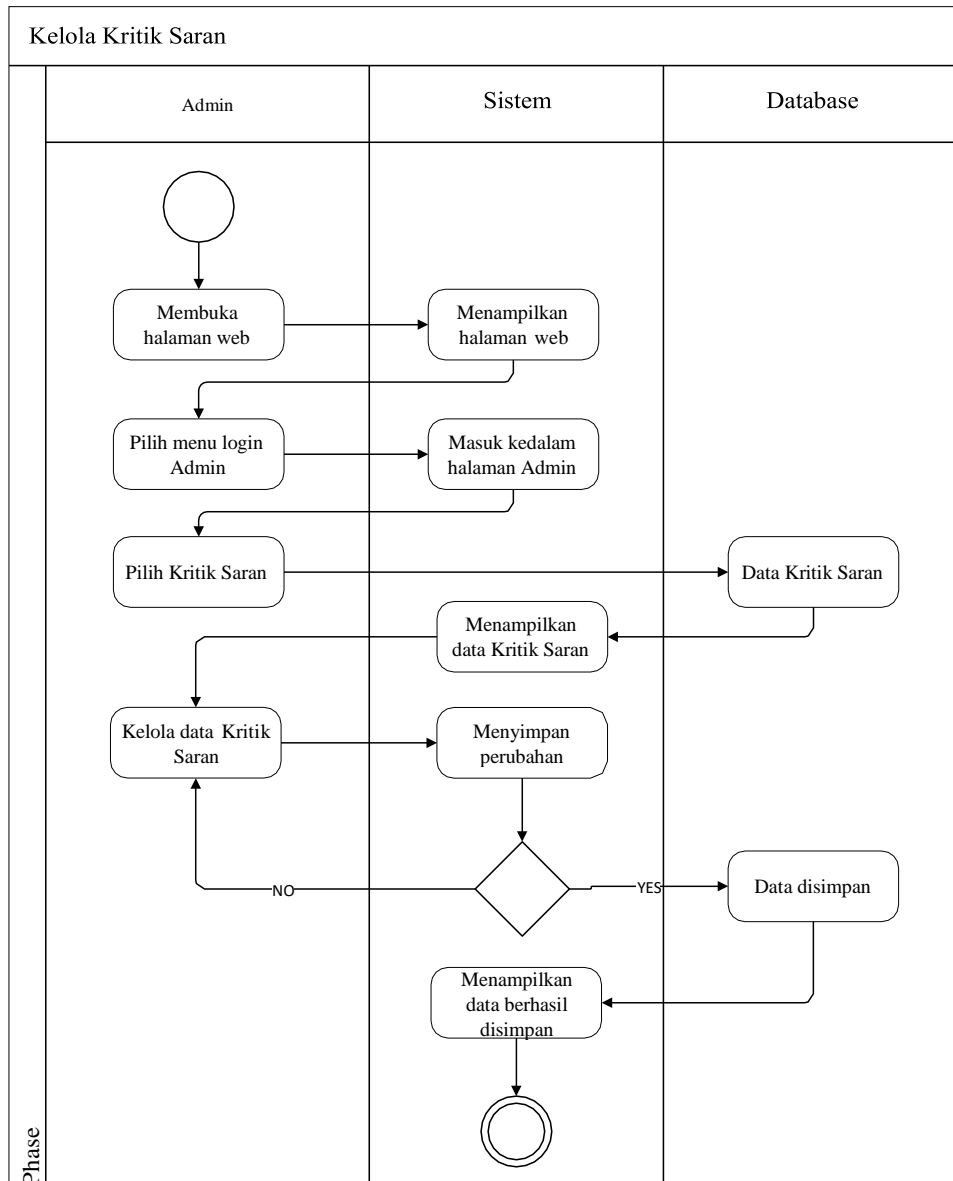 Kelola Kritik Saran
Admin
Sistem
Database
Membuka
halaman web
Menampilkan
halaman web
Pilih menu login
Admin
Masuk kedalam
halaman Admin
Pilih Kritik Saran
Data Kritik Saran
Menampilkan
data Kritik Saran
Kelola data Kritik
Saran
Menyimpan
perubahan
NO
YES
Data disimpan
Menampilkan
data berhasil
disimpan
Phase